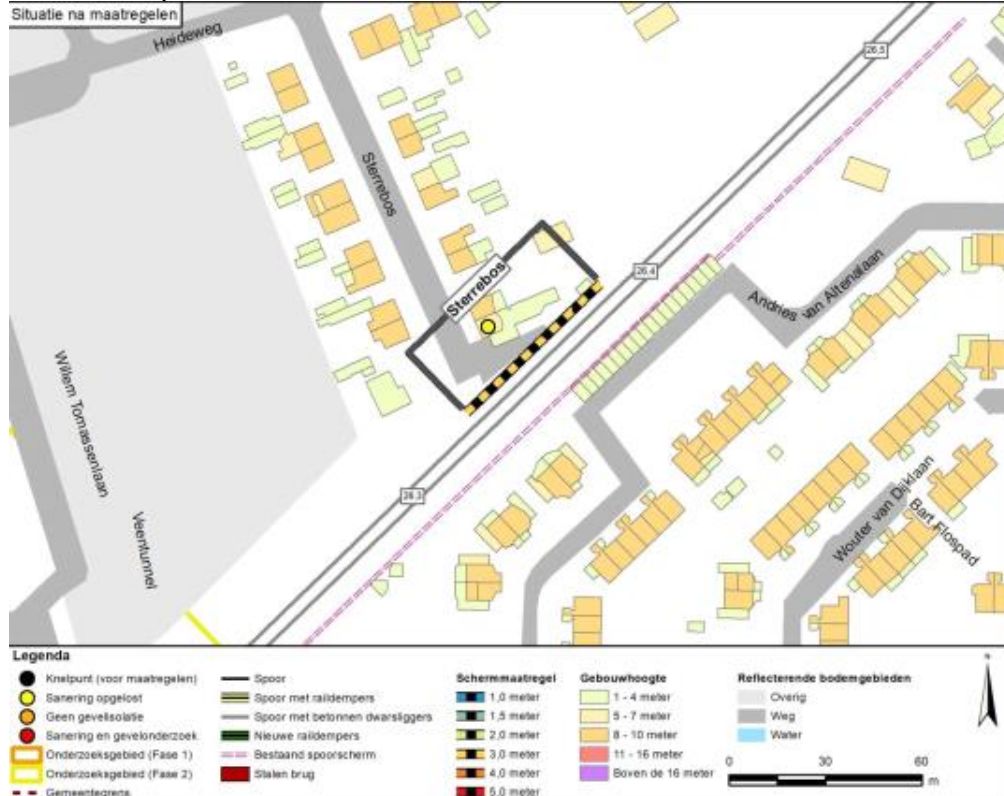 Situatie na maatregelen
Heideweg
26,5
Sterrebos
Sterrebos
26,4
Andries van Altenalaan
Willem Tomassenlaan
Veentunnel
26,3
Wouter van Dijklaan
Bart Flospad
Legenda
Knelpunt (voor maatregelen)
Sanering opgelost
Geen gevelisolatie
Sanering en gevelonderzoek
Onderzoeksgebied (Fase 1)
Onderzoeksgebied (Fase 2)
Gemeentegrens
Spoor
Spoor met raildempers
Spoor met betonnen dwarsliggers
Nieuwe raildempers
Bestaand spoorscherm
Stalen brug
Schermmaatregel
1,0 meter
1,5 meter
2,0 meter
3,0 meter
4,0 meter
5,0 meter
Gebouwhoogte
1 - 4 meter
5 - 7 meter
8 - 10 meter
11 - 16 meter
Boven de 16 meter
Reflecterende bodemgebieden
Overig
Weg
Water
0 30 60
m